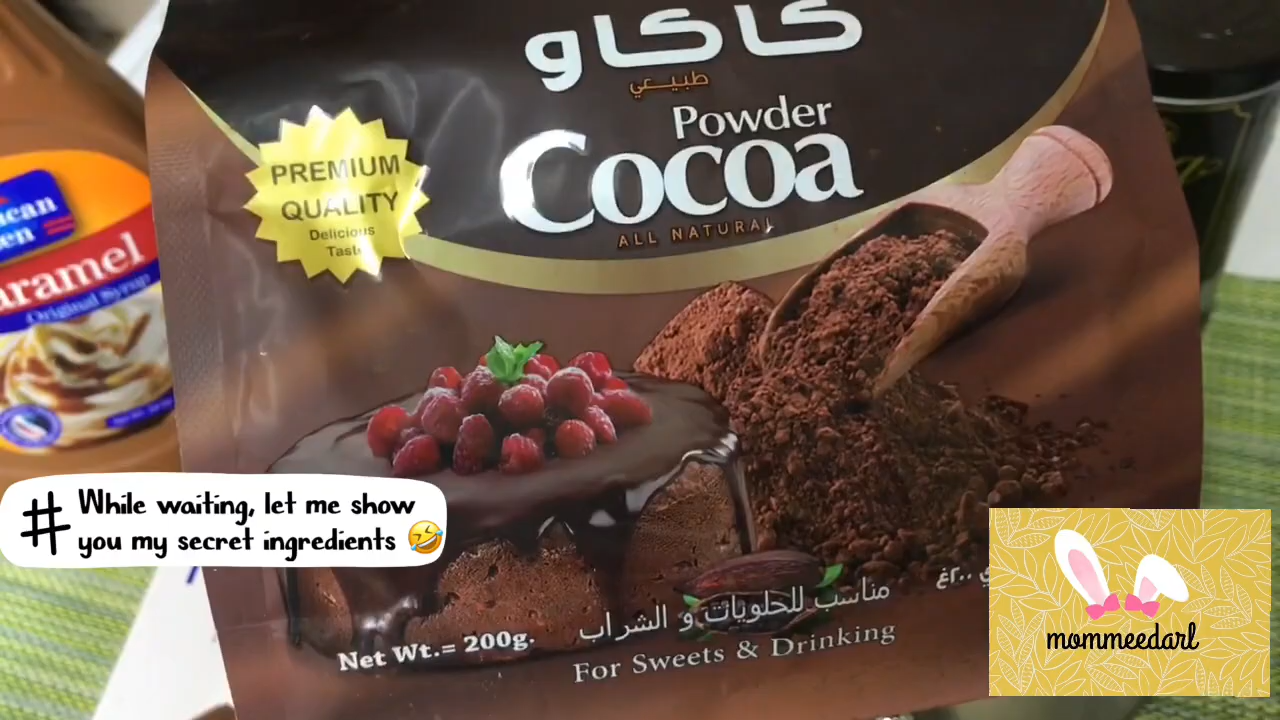 كاكاو
طبيعي
Powder
Cocoa
ALL NATURAL
PREMIUM
QUALITY
Delicious
Taste
Original Syrup
# While waiting, let me show
you my secret ingredients 🤣
مناسب للحلويات و الشراب
For Sweets & Drinking
Net Wt.= 200g.
٢٠٠غ
mommeedarl